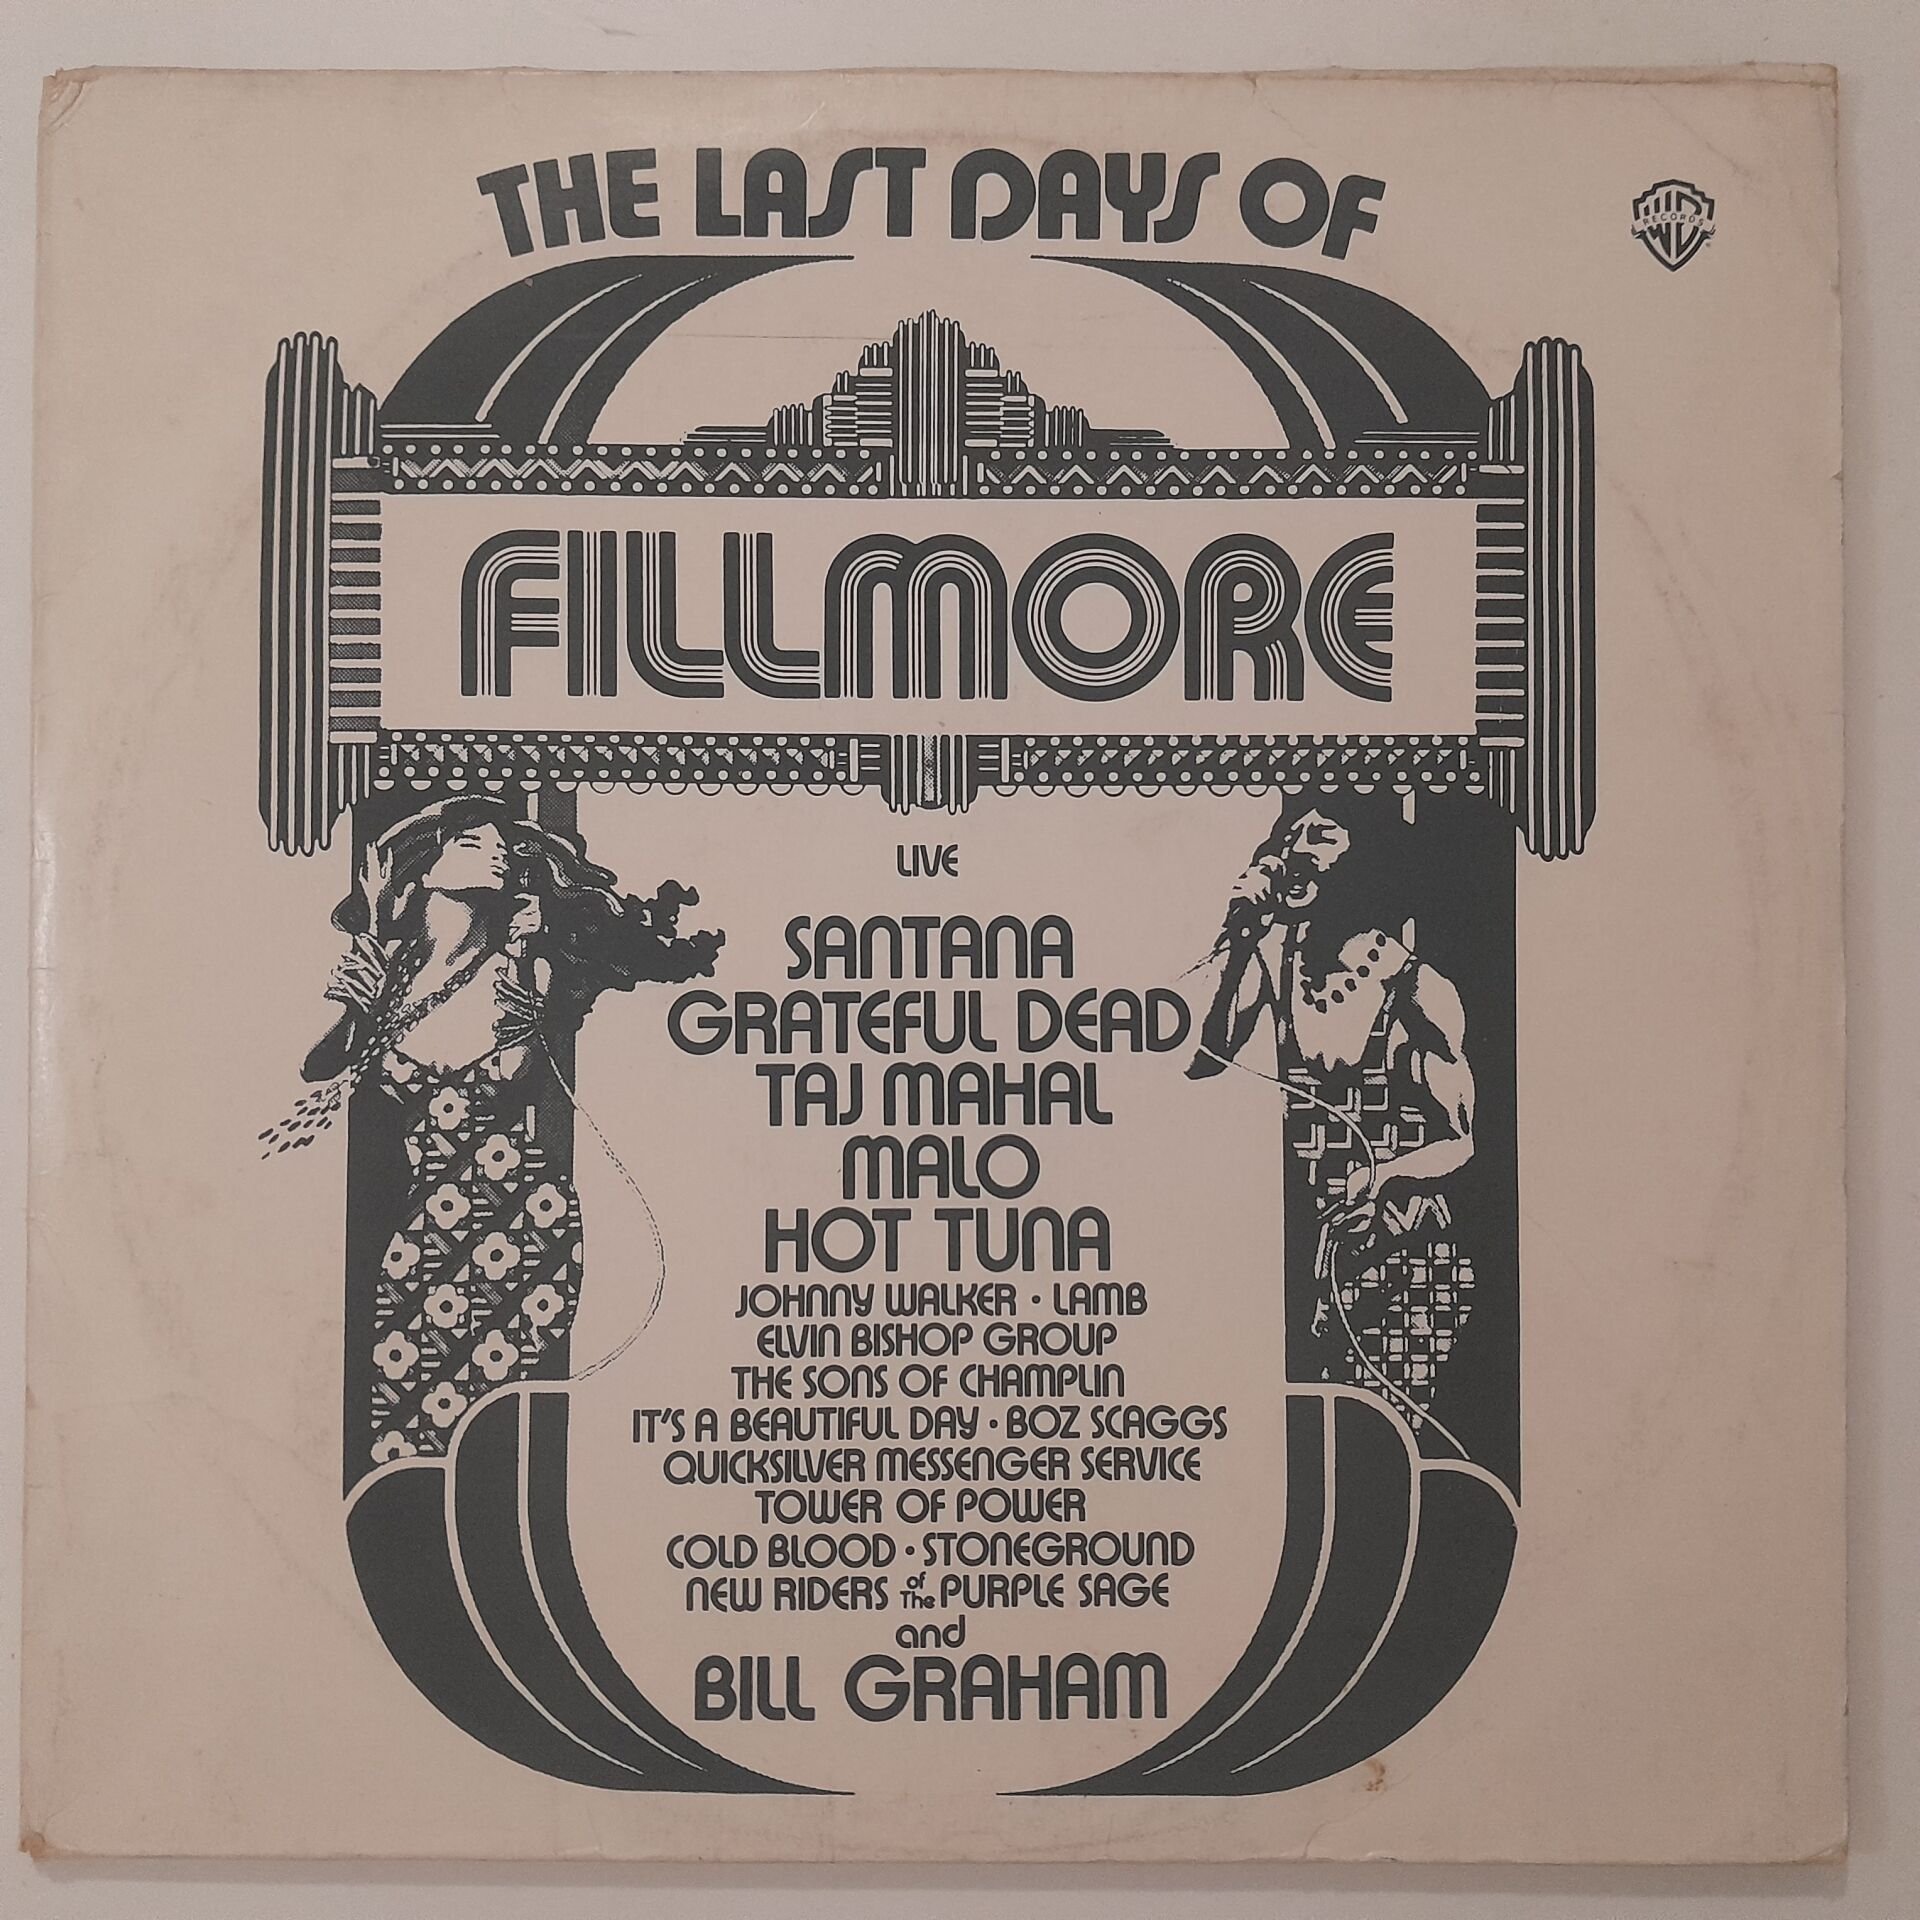 THE LAST DAYS OF
WB
RECORDS
FILLMORE
LIVE
SANTANA
GRATEFUL DEAD
TAJ MAHAL
MALO
HOT TUNA
JOHNNY WALKER • LAMB
ELVIN BISHOP GROUP
THE SONS OF CHAMPLIN
IT'S A BEAUTIFUL DAY • BOZ SCAGGS
QUICKSILVER MESSENGER SERVICE
TOWER OF POWER
COLD BLOOD • STONEGROUND
NEW RIDERS of The PURPLE SAGE
and
BILL GRAHAM